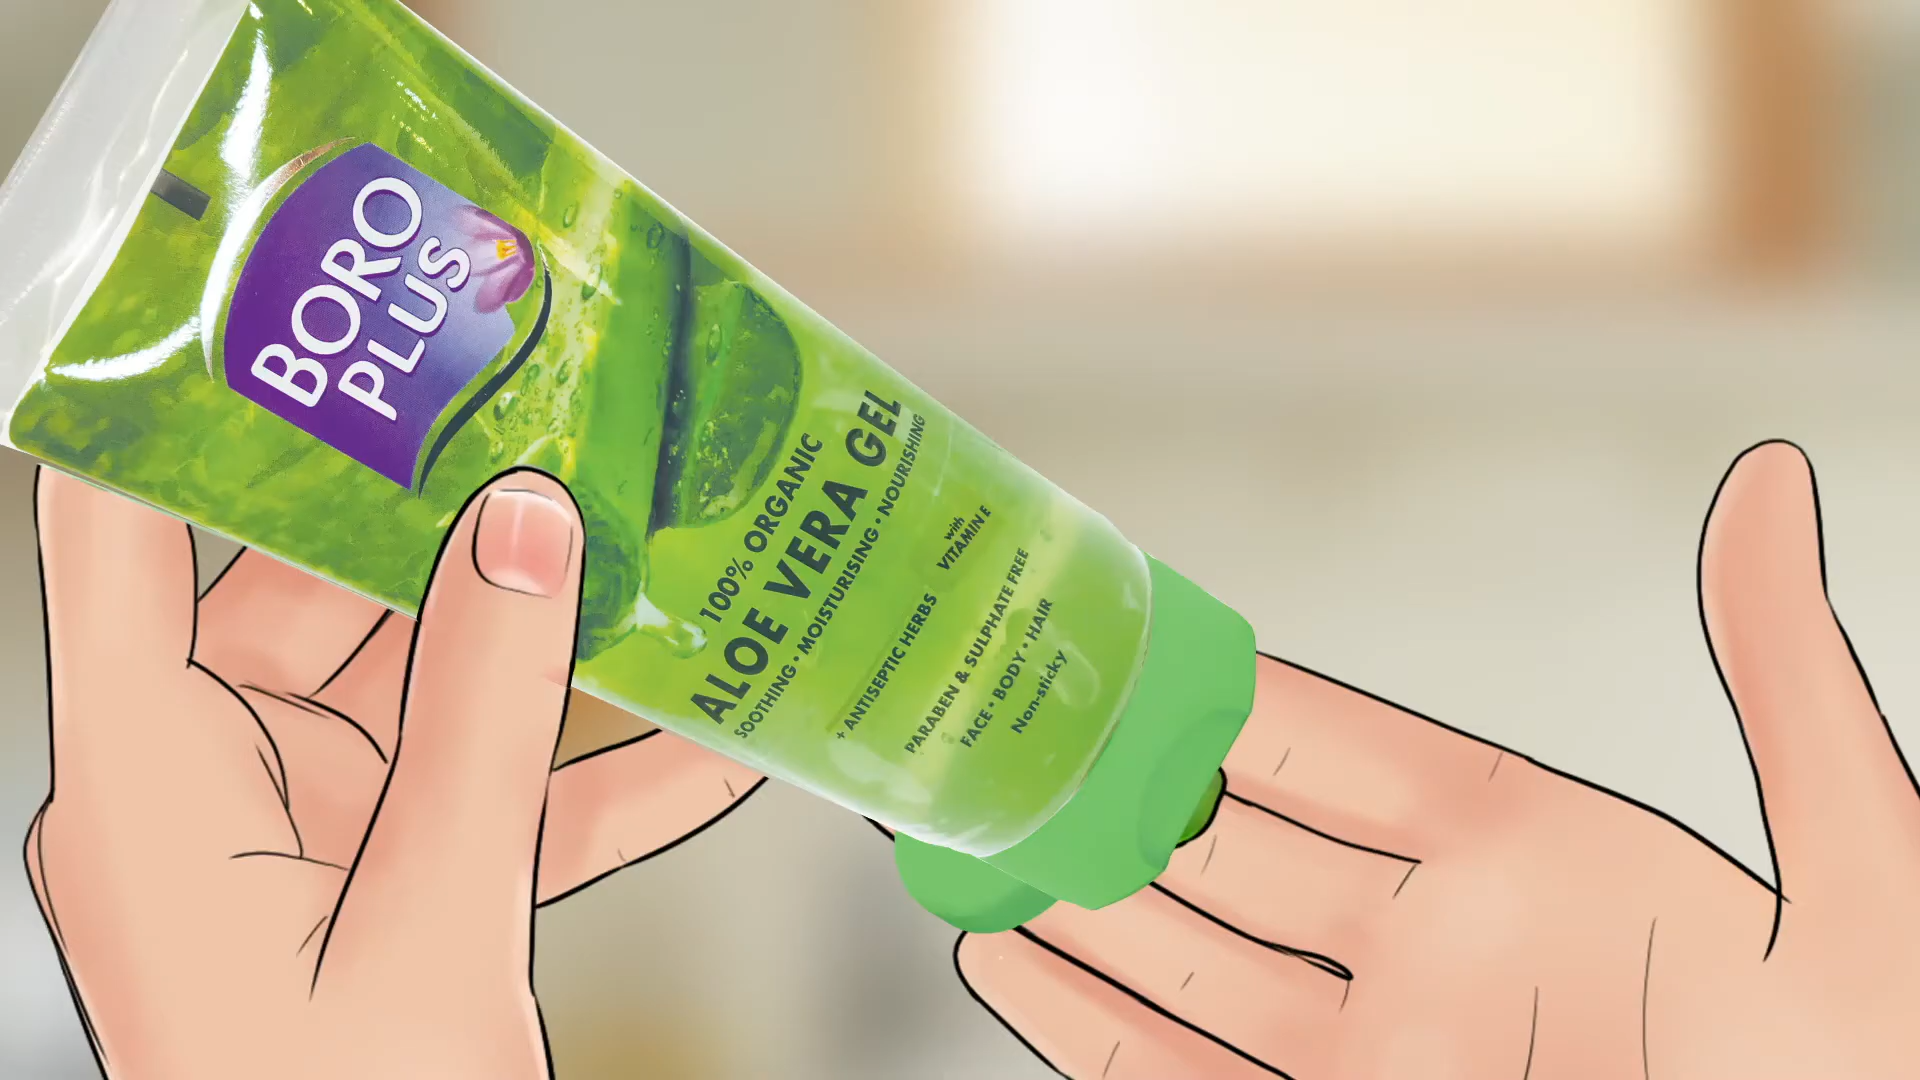 BORO
PLUS
100% ORGANIC
ALOE VERA GEL
SOOTHING • MOISTURISING • NOURISHING
+ ANTISEPTIC HERBS
with
VITAMIN E
PARABEN & SULPHATE FREE
FACE • BODY • HAIR
Non-sticky